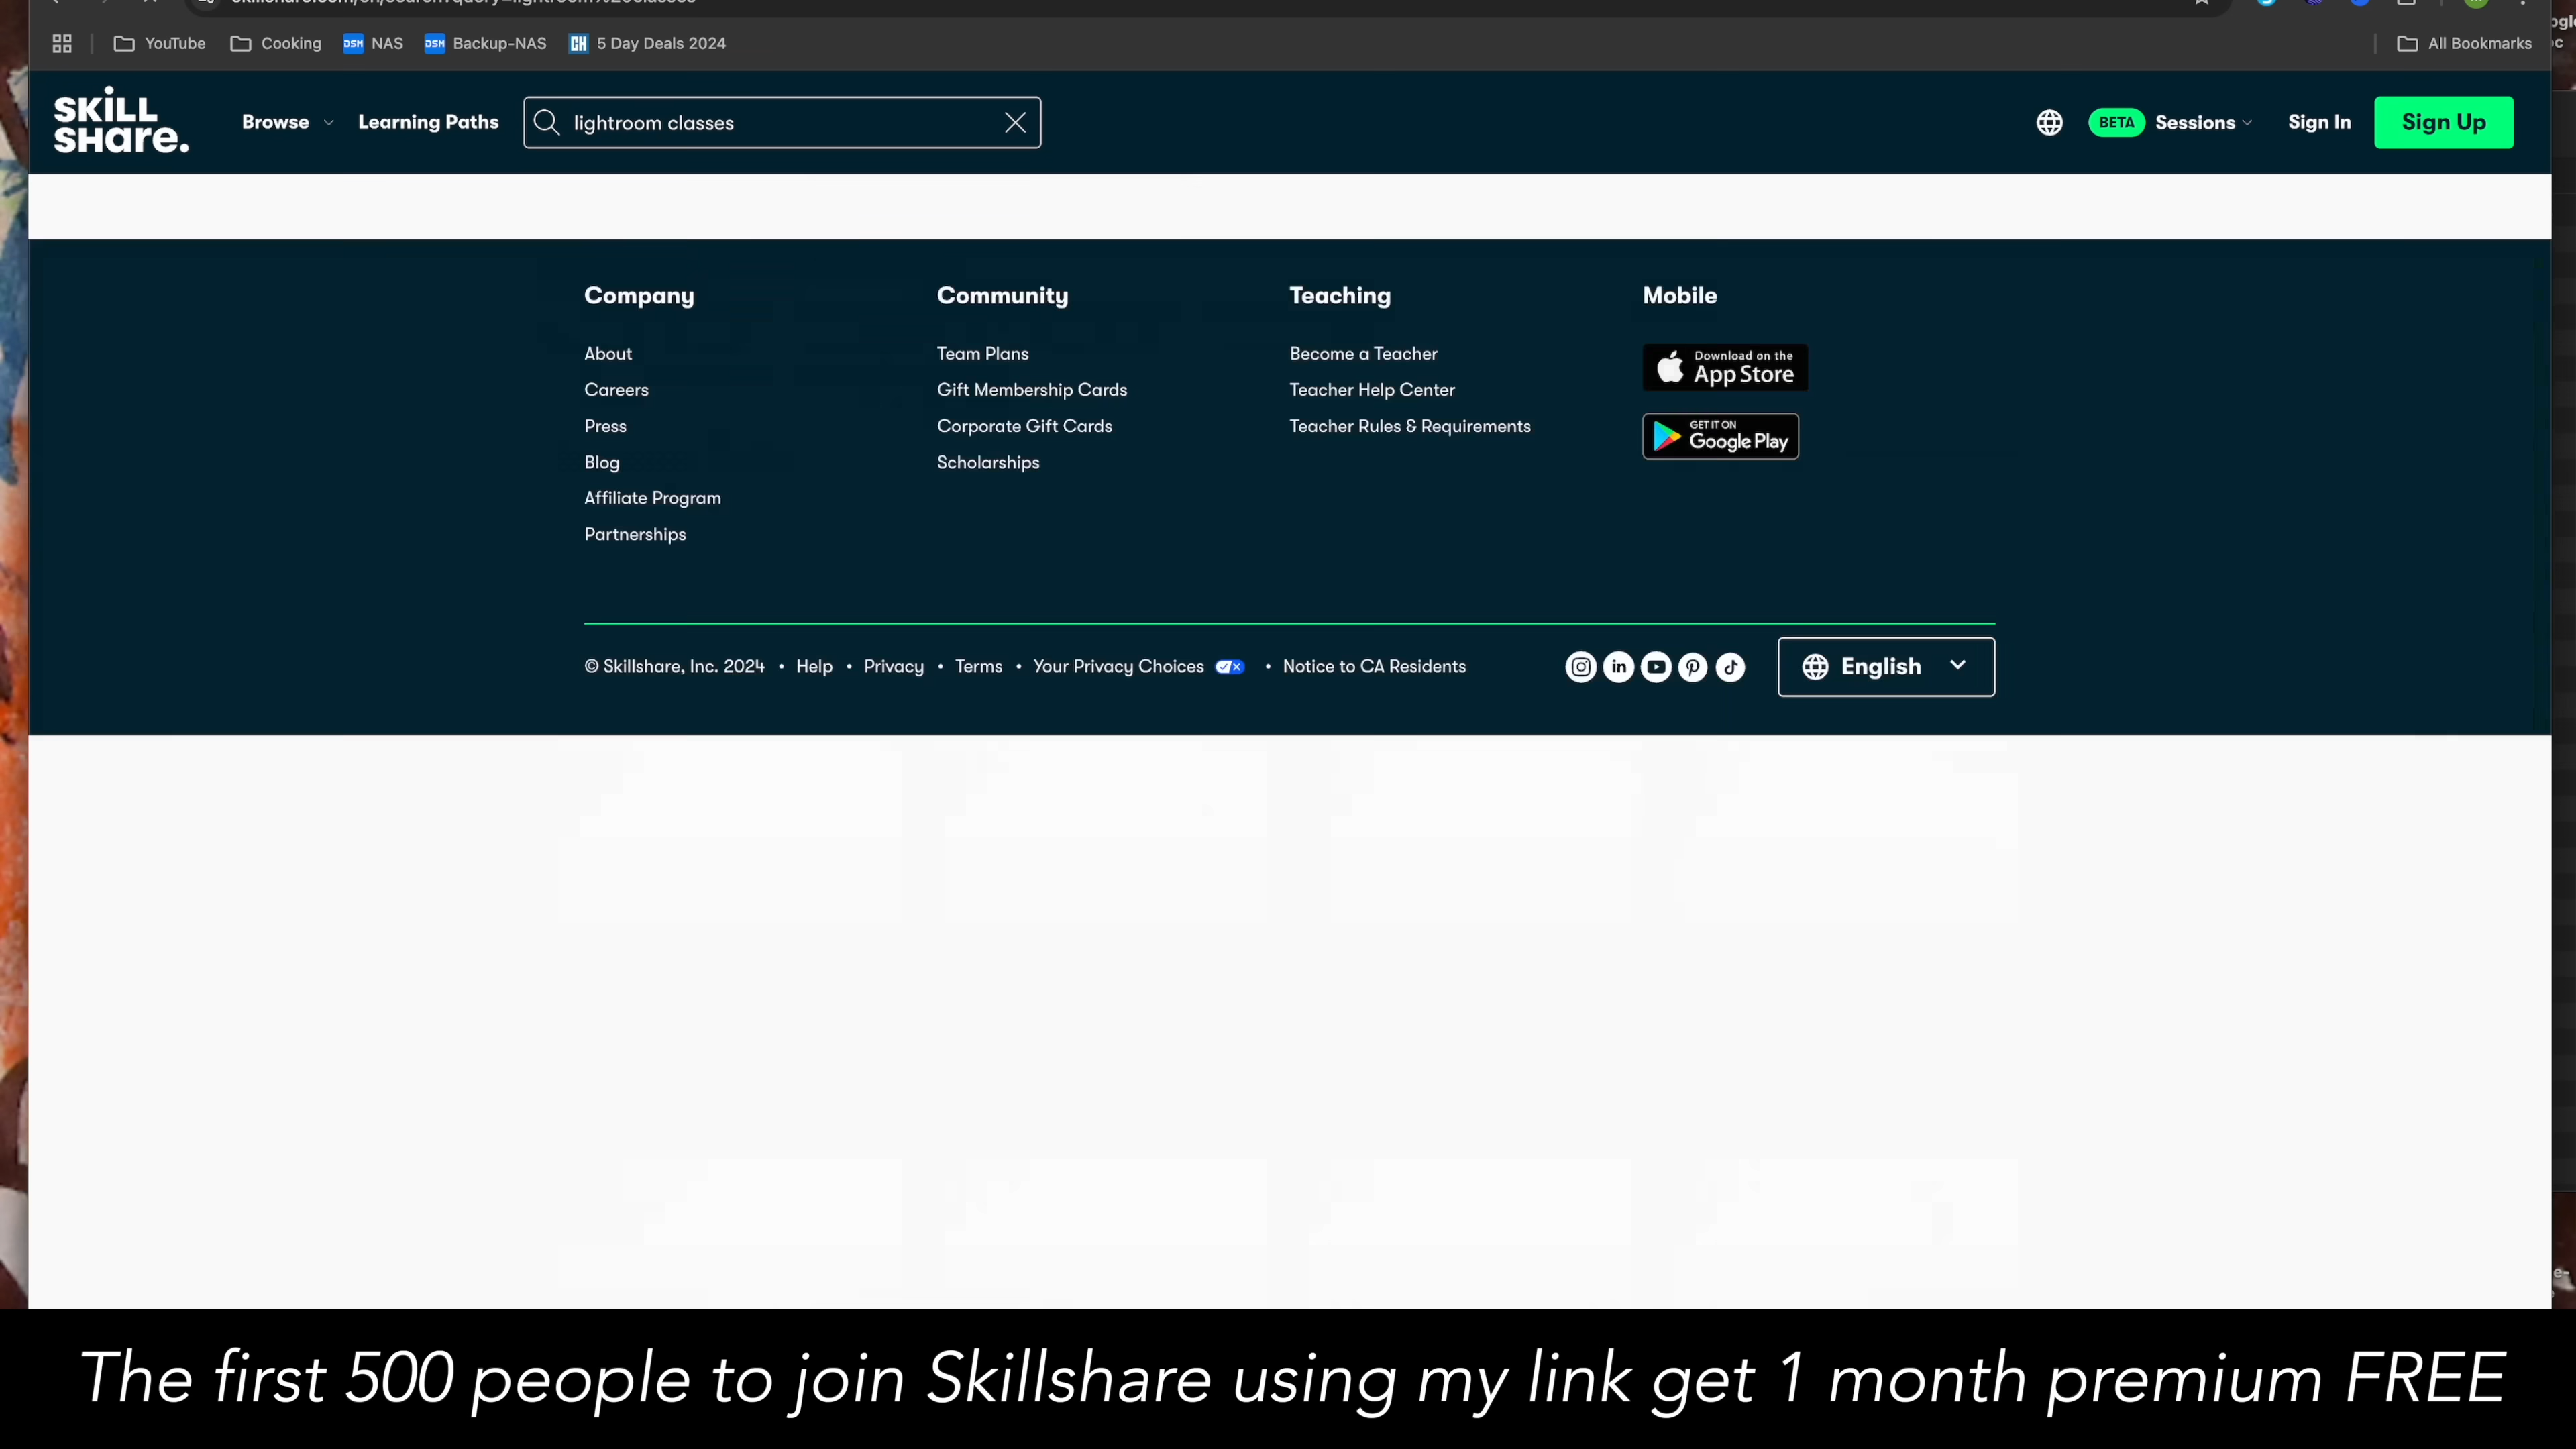 YouTube Cooking DSM NAS DSM Backup-NAS CH 5 Day Deals 2024 All Bookmarks
SKILL SHARE. Browse Learning Paths lightroom classes BETA Sessions Sign In Sign Up
Company Community Teaching Mobile
About Team Plans Become a Teacher Download on the App Store
Careers Gift Membership Cards Teacher Help Center
Press Corporate Gift Cards Teacher Rules & Requirements GET IT ON Google Play
Blog Scholarships
Affiliate Program
Partnerships
© Skillshare, Inc. 2024 • Help • Privacy • Terms • Your Privacy Choices • Notice to CA Residents in English
The first 500 people to join Skillshare using my link get 1 month premium FREE